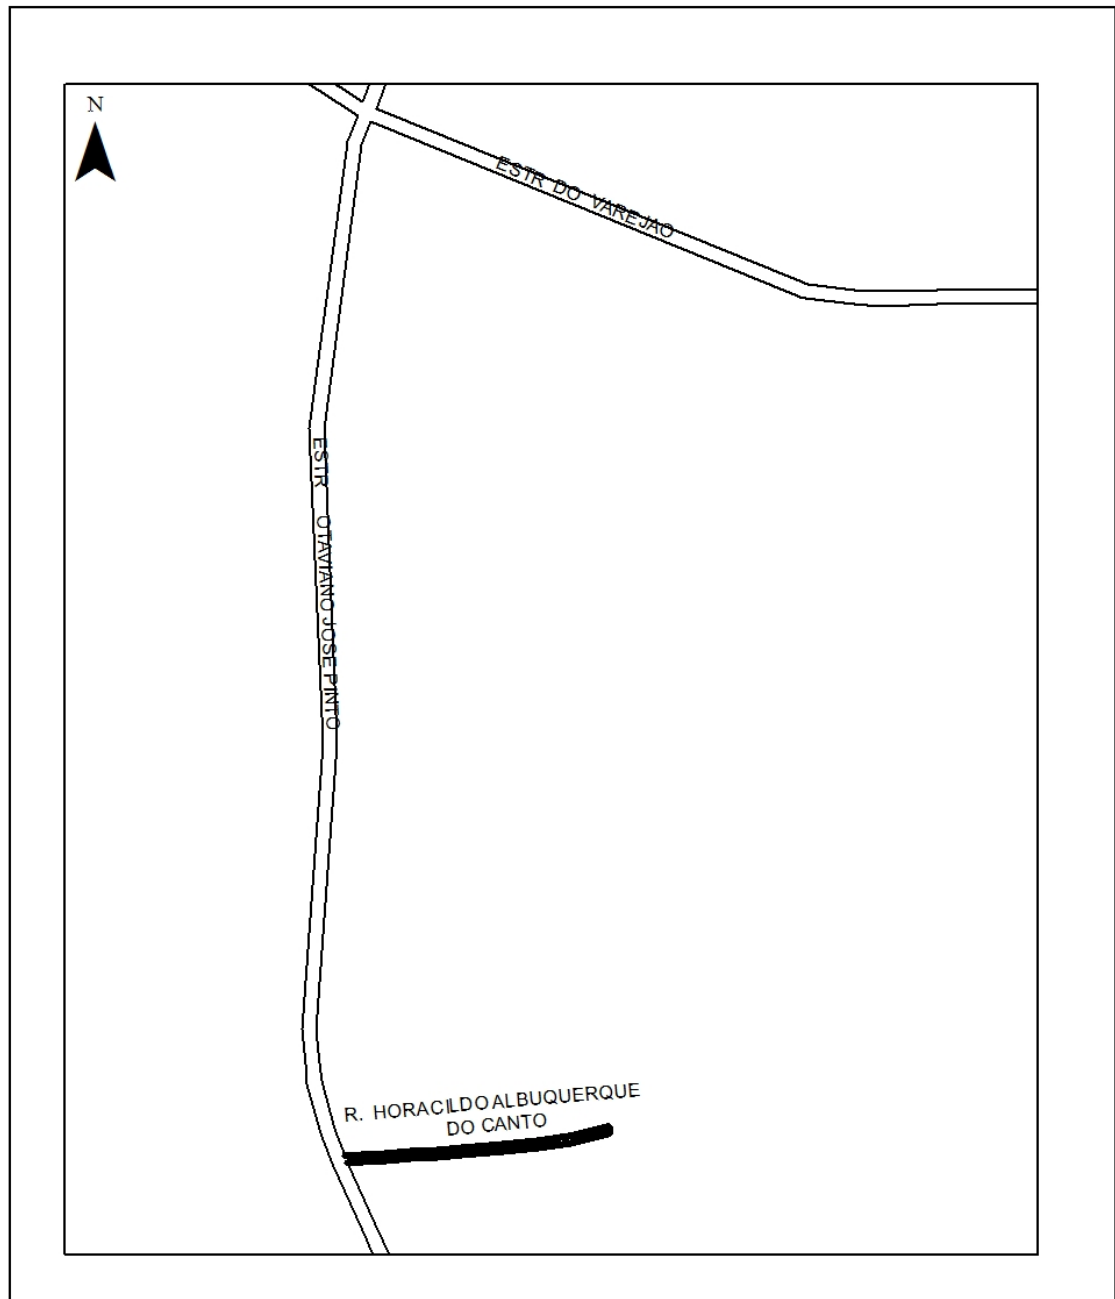 N
ESTR DO VAREJAO
ESTR OTAVIANO JOSE PINTO
R. HORACILDO ALBUQUERQUE
DO CANTO